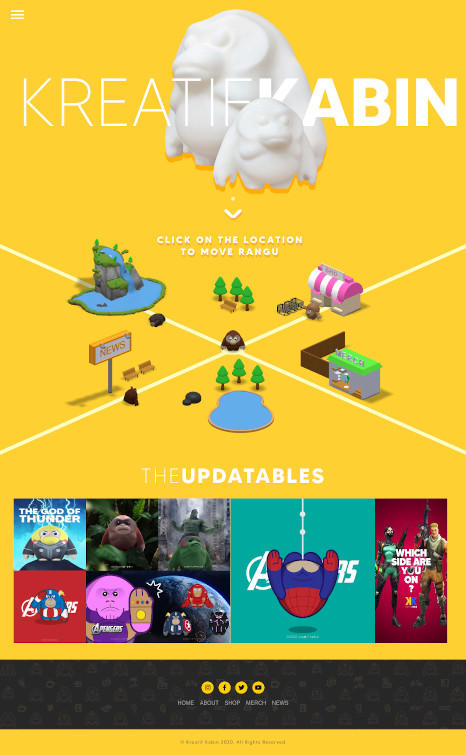 KREATIFKABIN
CLICK ON THE LOCATION
TO MOVE RANGU
NEWS
MERCH
THEUPDATABLES
THE GOD OF
THUNDER
AVENGERS
WHICH
SIDE ARE
YOU
ON
?
HOME ABOUT SHOP MERCH NEWS
© Kreatif Kabin 2020. All Rights Reserved